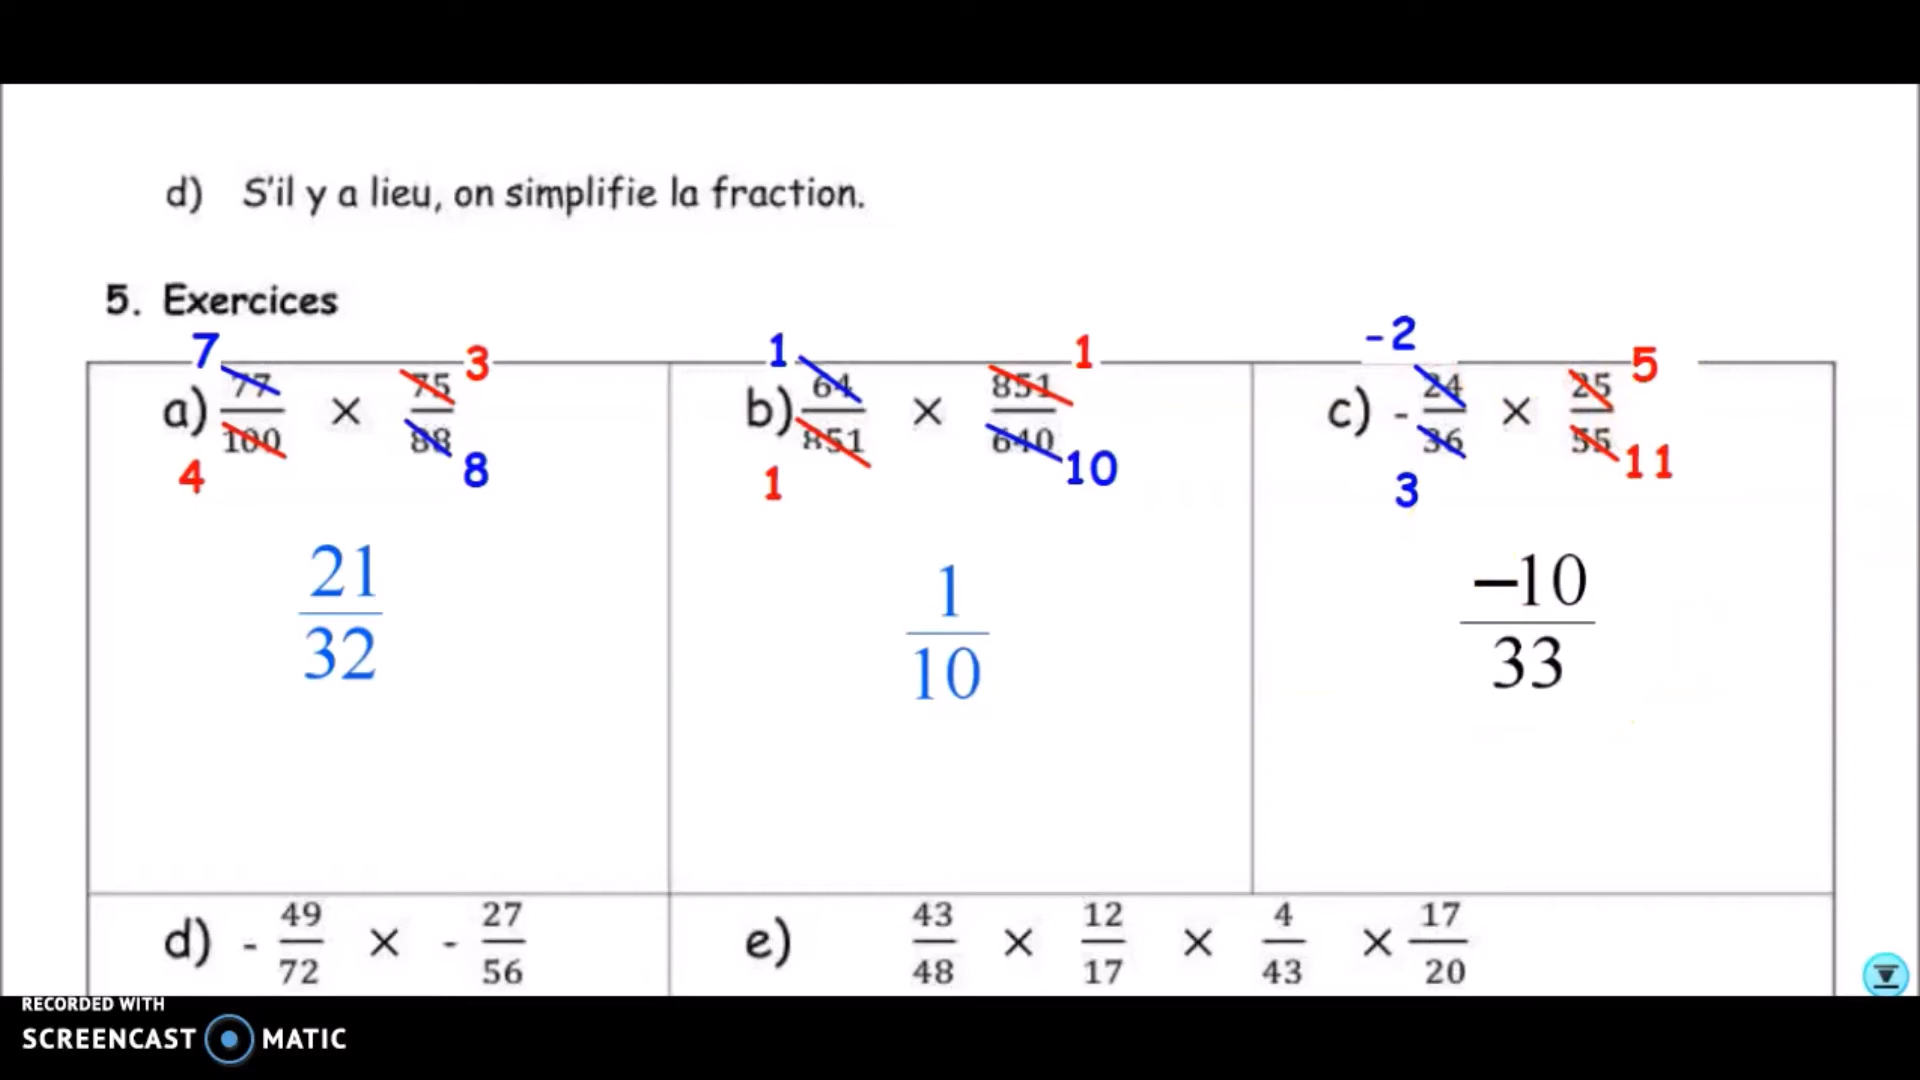 d) S'il y a lieu, on simplifie la fraction.
5. Exercices
7 3 1 1 -2 5
a) 77/100 × 75/88 b) 64/851 × 851/640 c) - 24/36 × 25/55
4 8 1 10 3 11
21/32 1/10 −10/33
d) - 49/72 × - 27/56 e) 43/48 × 12/17 × 4/43 × 17/20
RECORDED WITH
SCREENCAST MATIC